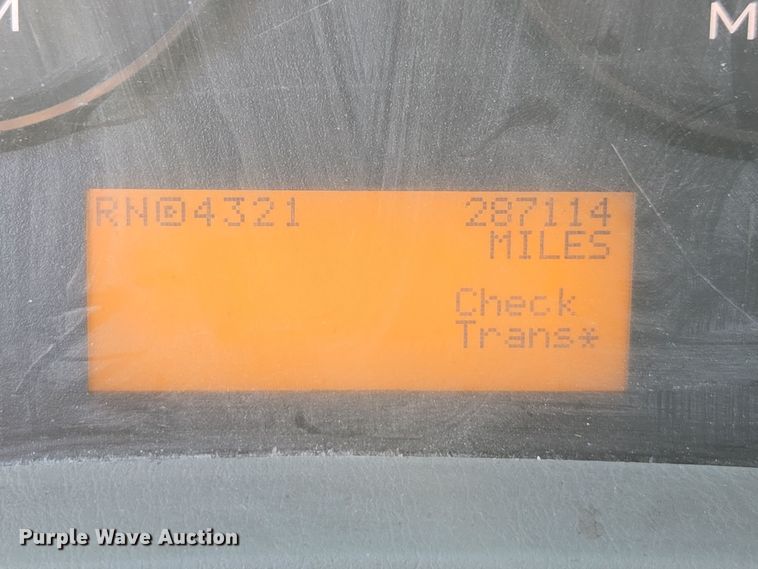 M
M
RN◎4321 287114
MILES
Check
Trans*
Purple Wave Auction